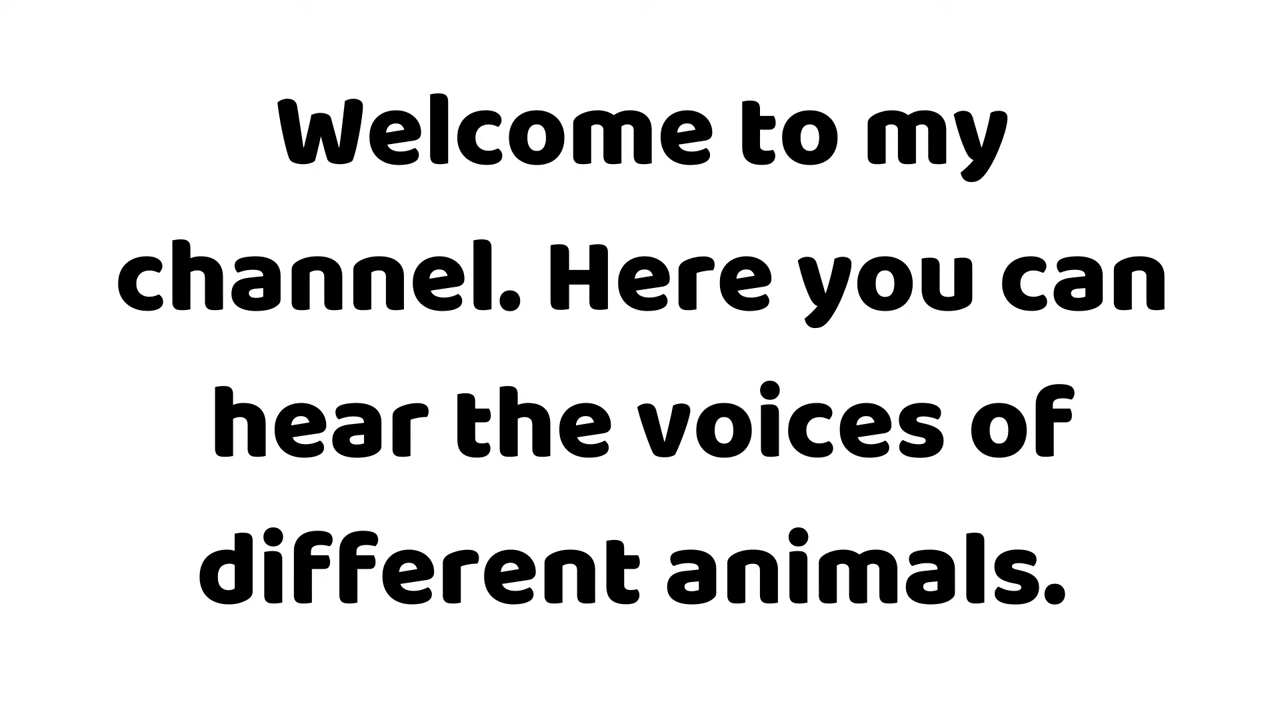 Welcome to my
channel. Here you can
hear the voices of
different animals.